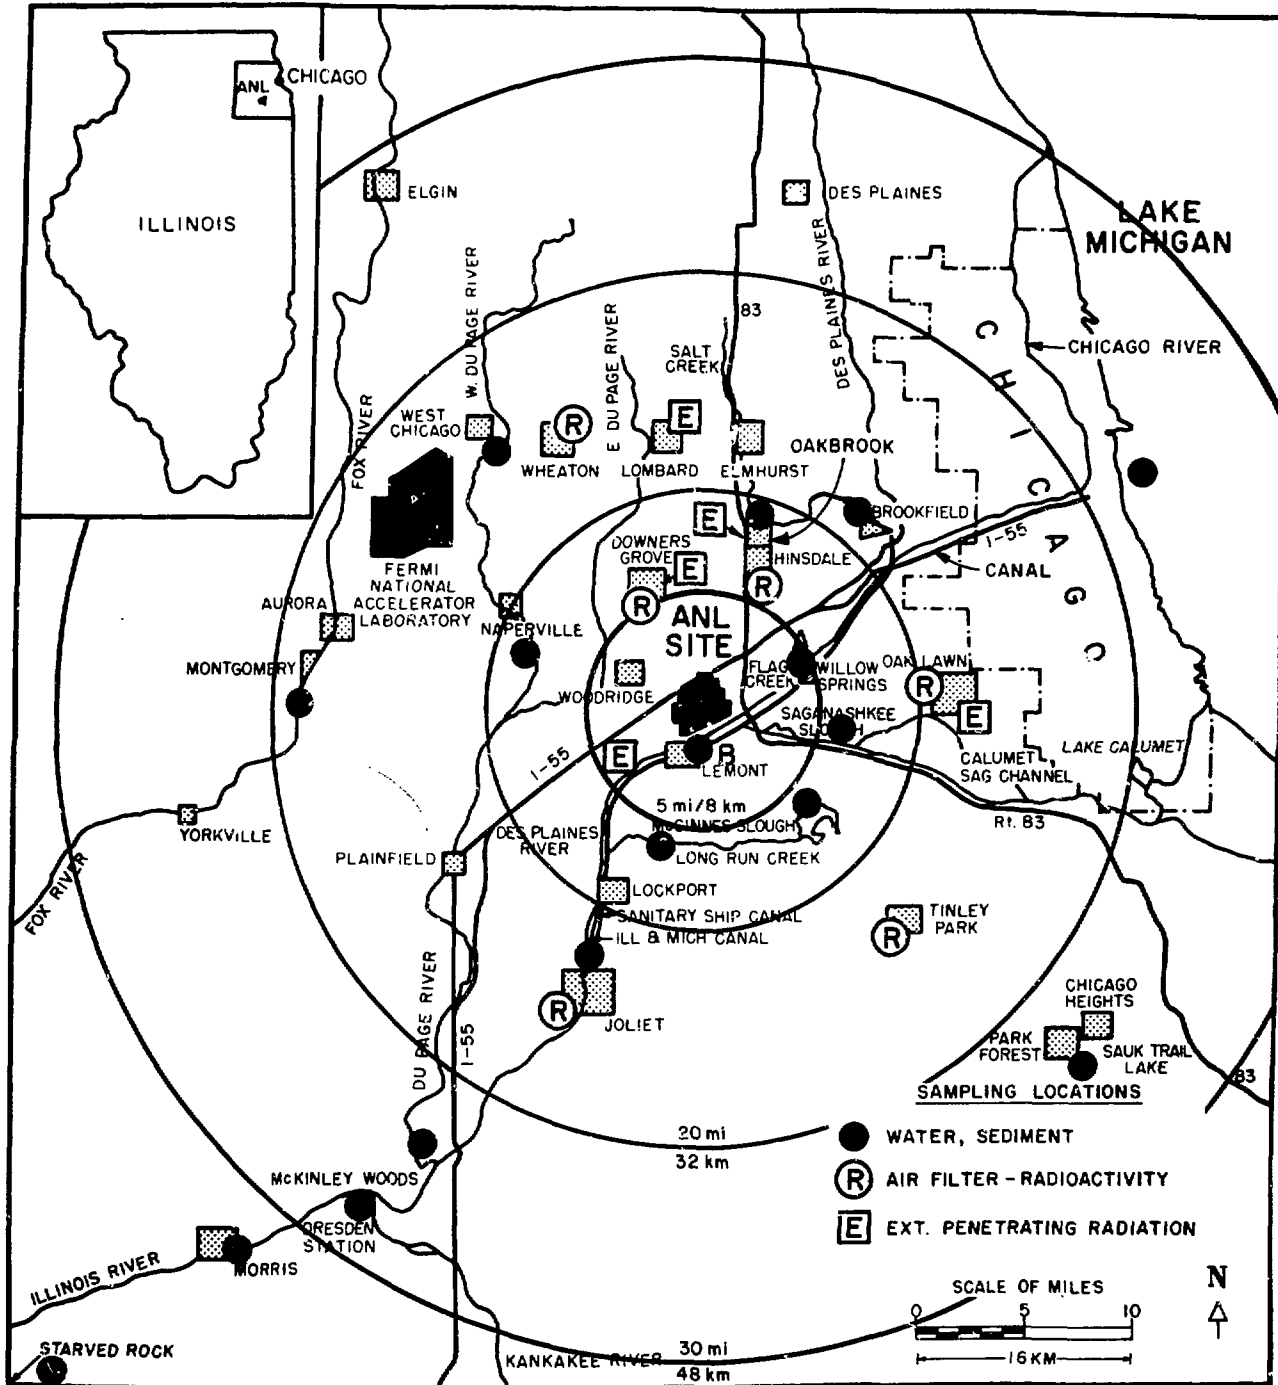 CHICAGO
ANL
ILLINOIS
ELGIN
DES PLAINES
LAKE
MICHIGAN
W. DU PAGE RIVER
E DU PAGE RIVER
DES PLAINES RIVER
83
SALT
CREEK
CHICAGO RIVER
C H I C A G C
FOX RIVER
WEST
CHICAGO
R
E
WHEATON
LOMBARD
ELMHURST
OAKBROOK
E
BROOKFIELD
I-55
DOWNERS
GROVE
E
HINSDALE
CANAL
FERMI
NATIONAL
ACCELERATOR
LABORATORY
R
R
AURORA
NAPERVILLE
ANL
SITE
MONTGOMERY
WOODRIDGE
FLAG
CREEK
WILLOW
SPRINGS
OAK LAWN
R
E
SAGANASHKEE
SLOUGH
I-55
E
B
LEMONT
CALUMET
SAG CHANNEL
LAKE CALUMET
5 mi/8 km
YORKVILLE
DES PLAINES
RIVER
McGINNES SLOUGH
Rt. 83
PLAINFIELD
LONG RUN CREEK
FOX RIVER
LOCKPORT
SANITARY SHIP CANAL
ILL & MICH CANAL
TINLEY
PARK
R
R
JOLIET
DU PAGE RIVER
I-55
CHICAGO
HEIGHTS
PARK
FOREST
SAUK TRAIL
LAKE
83
SAMPLING LOCATIONS
WATER, SEDIMENT
R AIR FILTER - RADIOACTIVITY
E EXT. PENETRATING RADIATION
20 mi
32 km
McKINLEY WOODS
DRESDEN
STATION
MORRIS
ILLINOIS RIVER
STARVED ROCK
KANKAKEE RIVER
30 mi
48 km
SCALE OF MILES
0 5 10
16 KM
N